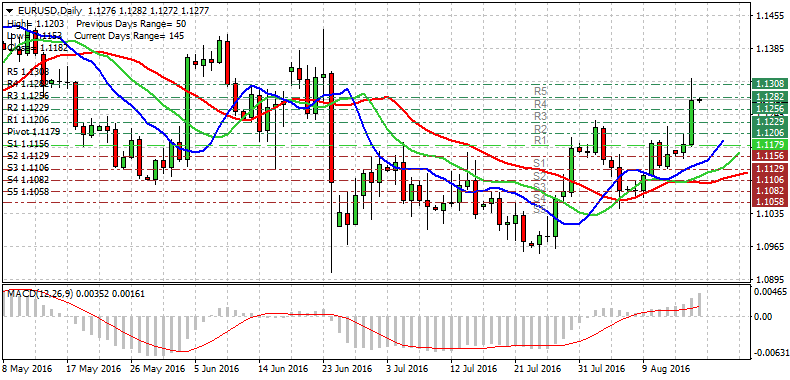 EURUSD,Daily 1.1276 1.1282 1.1272 1.1277
High= 1.1203 Previous Days Range= 50
Low= 1.1153 Current Days Range= 145
Close= 1.1182
R5 1.1308
R3 1.1256
R2 1.1229
R1 1.1206
Pivot 1.1179
S1 1.1156
S2 1.1129
S3 1.1106
S4 1.1082
S5 1.1058
R5
R4
R3
R2
R1
S1
S2
S3
S4
S5
1.1455
1.1385
1.1308
1.1282
1.1256
1.1229
1.1206
1.1179
1.1156
1.1129
1.1106
1.1082
1.1058
1.1035
1.0965
1.0895
MACD(12,26,9) 0.00352 0.00161
0.00465
0.00
-0.00631
8 May 2016
17 May 2016
26 May 2016
5 Jun 2016
14 Jun 2016
23 Jun 2016
3 Jul 2016
12 Jul 2016
21 Jul 2016
31 Jul 2016
9 Aug 2016